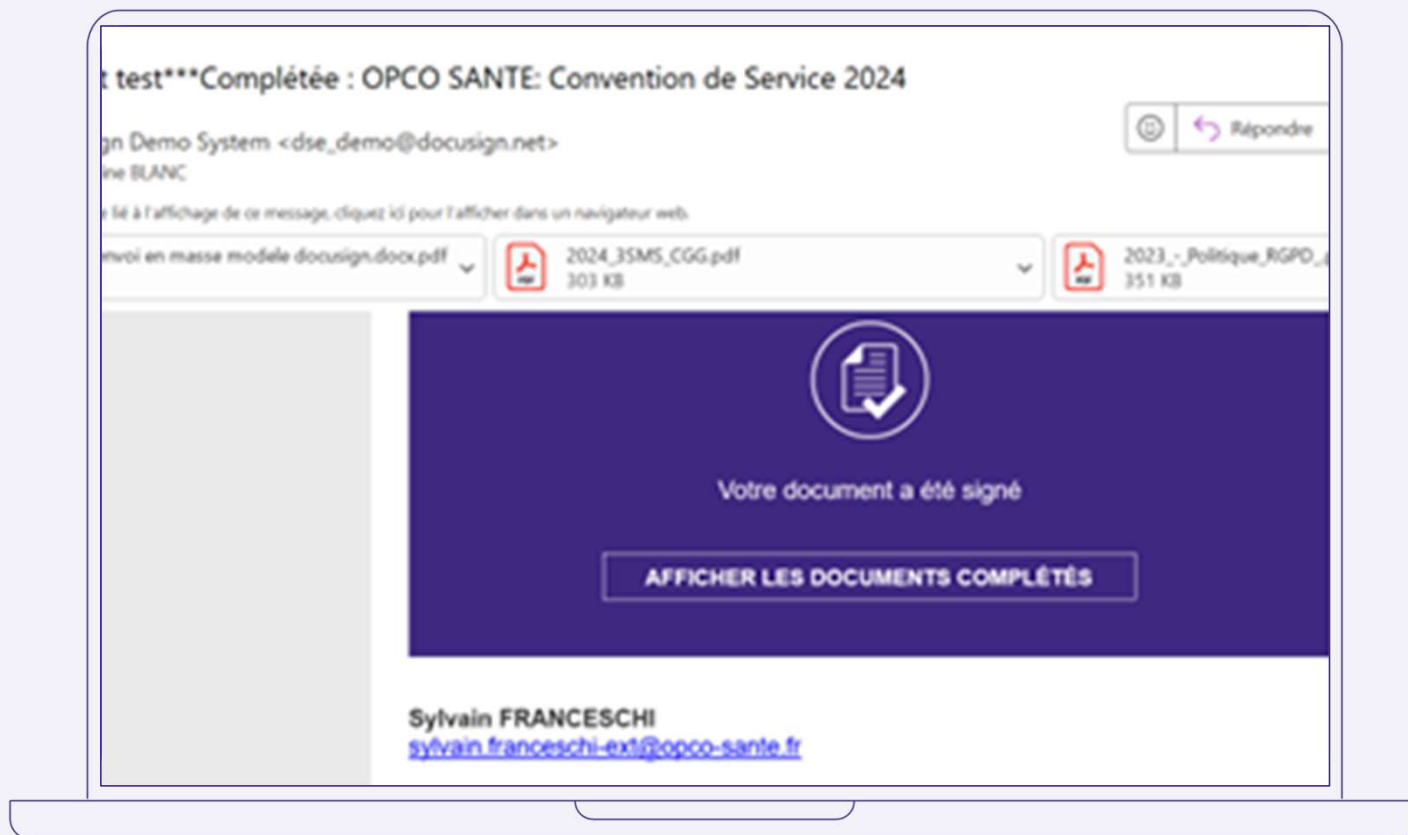 t test***Complétée : OPCO SANTE: Convention de Service 2024
Répondre
gn Demo System <dse_demo@docusign.net>
ine BLANC
e lié à l'affichage de ce message, cliquez ici pour l'afficher dans un navigateur web.
envoi en masse modele docusign.docx.pdf
2024_3SMS_CGG.pdf
303 KB
2023_-_Politique_RGPD_
351 KB
Votre document a été signé
AFFICHER LES DOCUMENTS COMPLÉTÉS
Sylvain FRANCESCHI
sylvain.franceschi-ext@opco-sante.fr